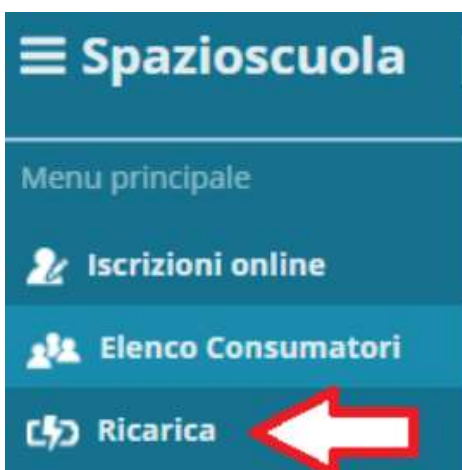 Spazioscuola
Menu principale
Iscrizioni online
Elenco Consumatori
Ricarica